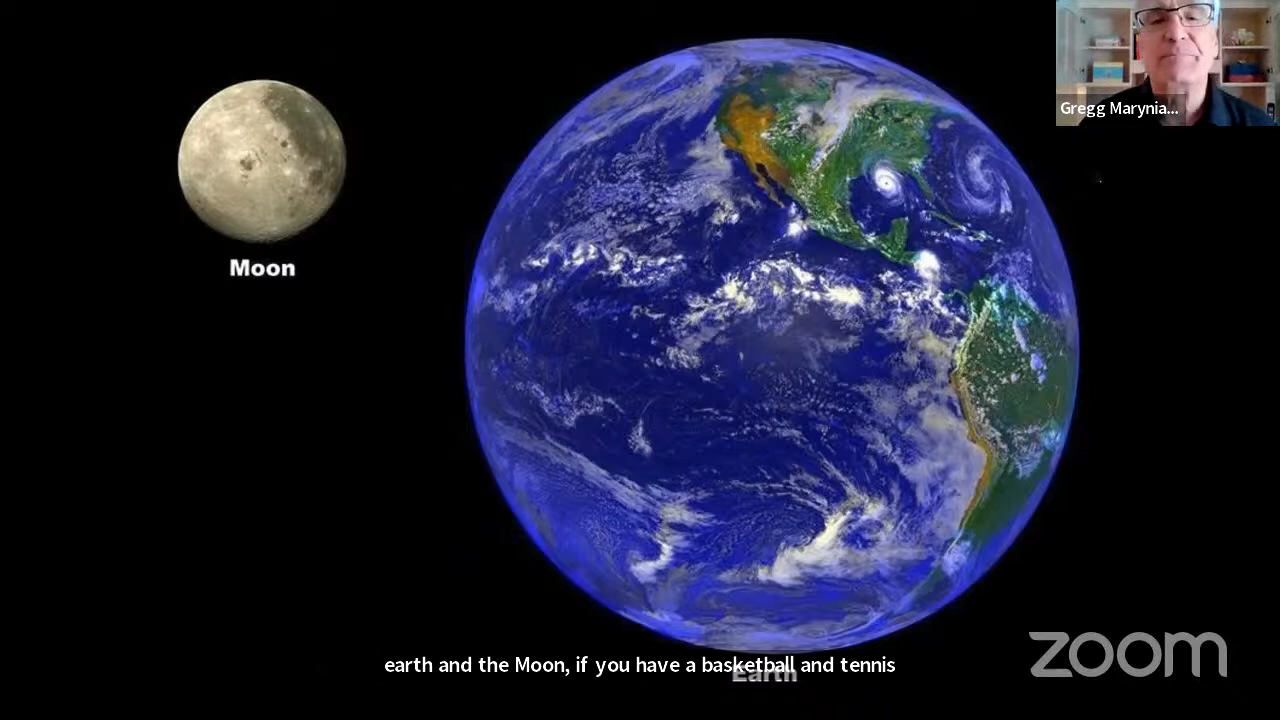 Gregg Marynia...
Moon
earth and the Moon, if you have a basketball and tennis
Earth
zoom